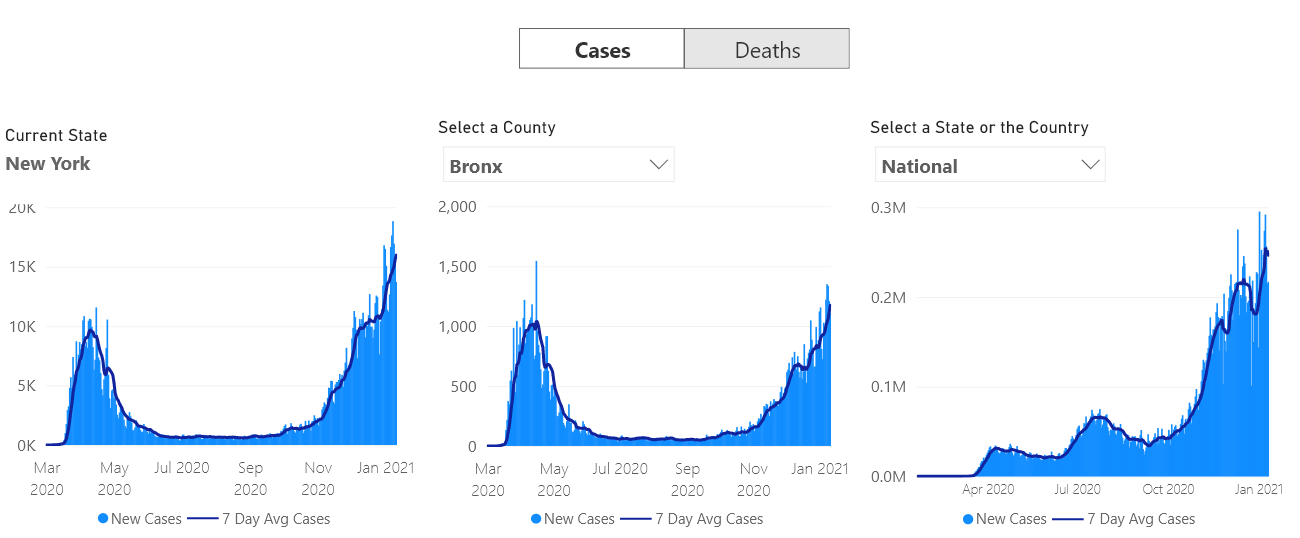 Cases Deaths
Current State
New York
20K
15K
10K
5K
0K
Mar 2020 May 2020 Jul 2020 Sep 2020 Nov 2020 Jan 2021
New Cases 7 Day Avg Cases
Select a County
Bronx
2,000
1,500
1,000
500
0
Mar 2020 May 2020 Jul 2020 Sep 2020 Nov 2020 Jan 2021
New Cases 7 Day Avg Cases
Select a State or the Country
National
0.3M
0.2M
0.1M
0.0M
Apr 2020 Jul 2020 Oct 2020 Jan 2021
New Cases 7 Day Avg Cases